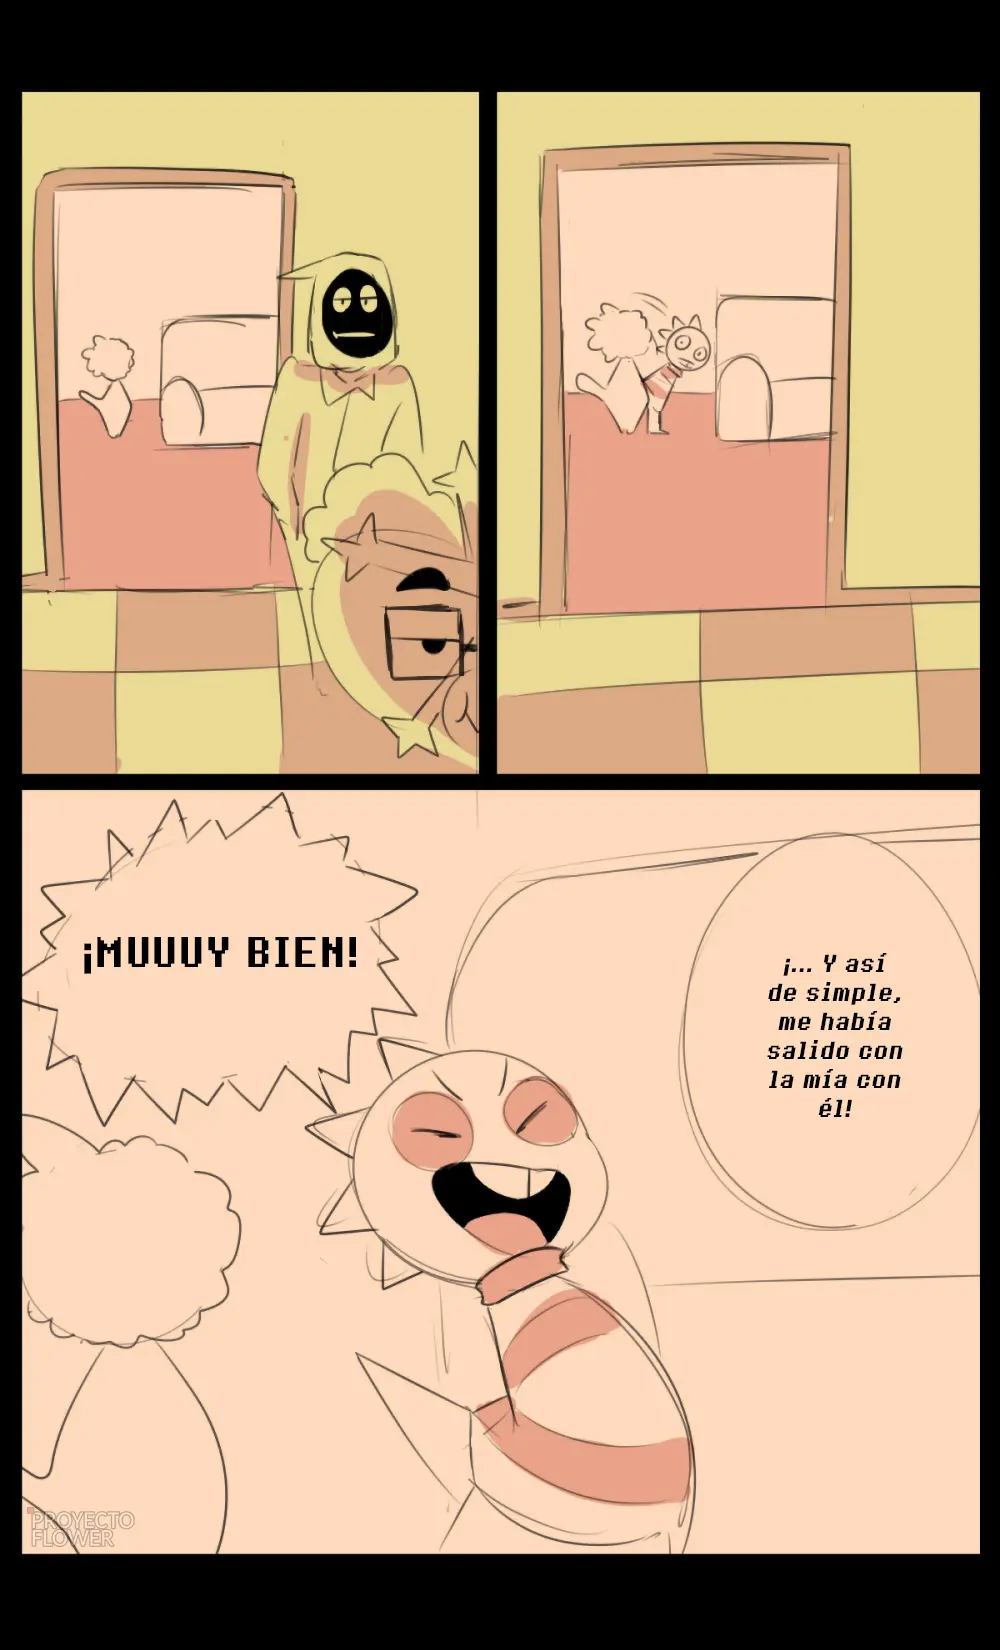 ¡MUUUY BIEN!
¡... Y así
de simple,
me había
salido con
la mía con
él!
PROYECTO
FLOWER